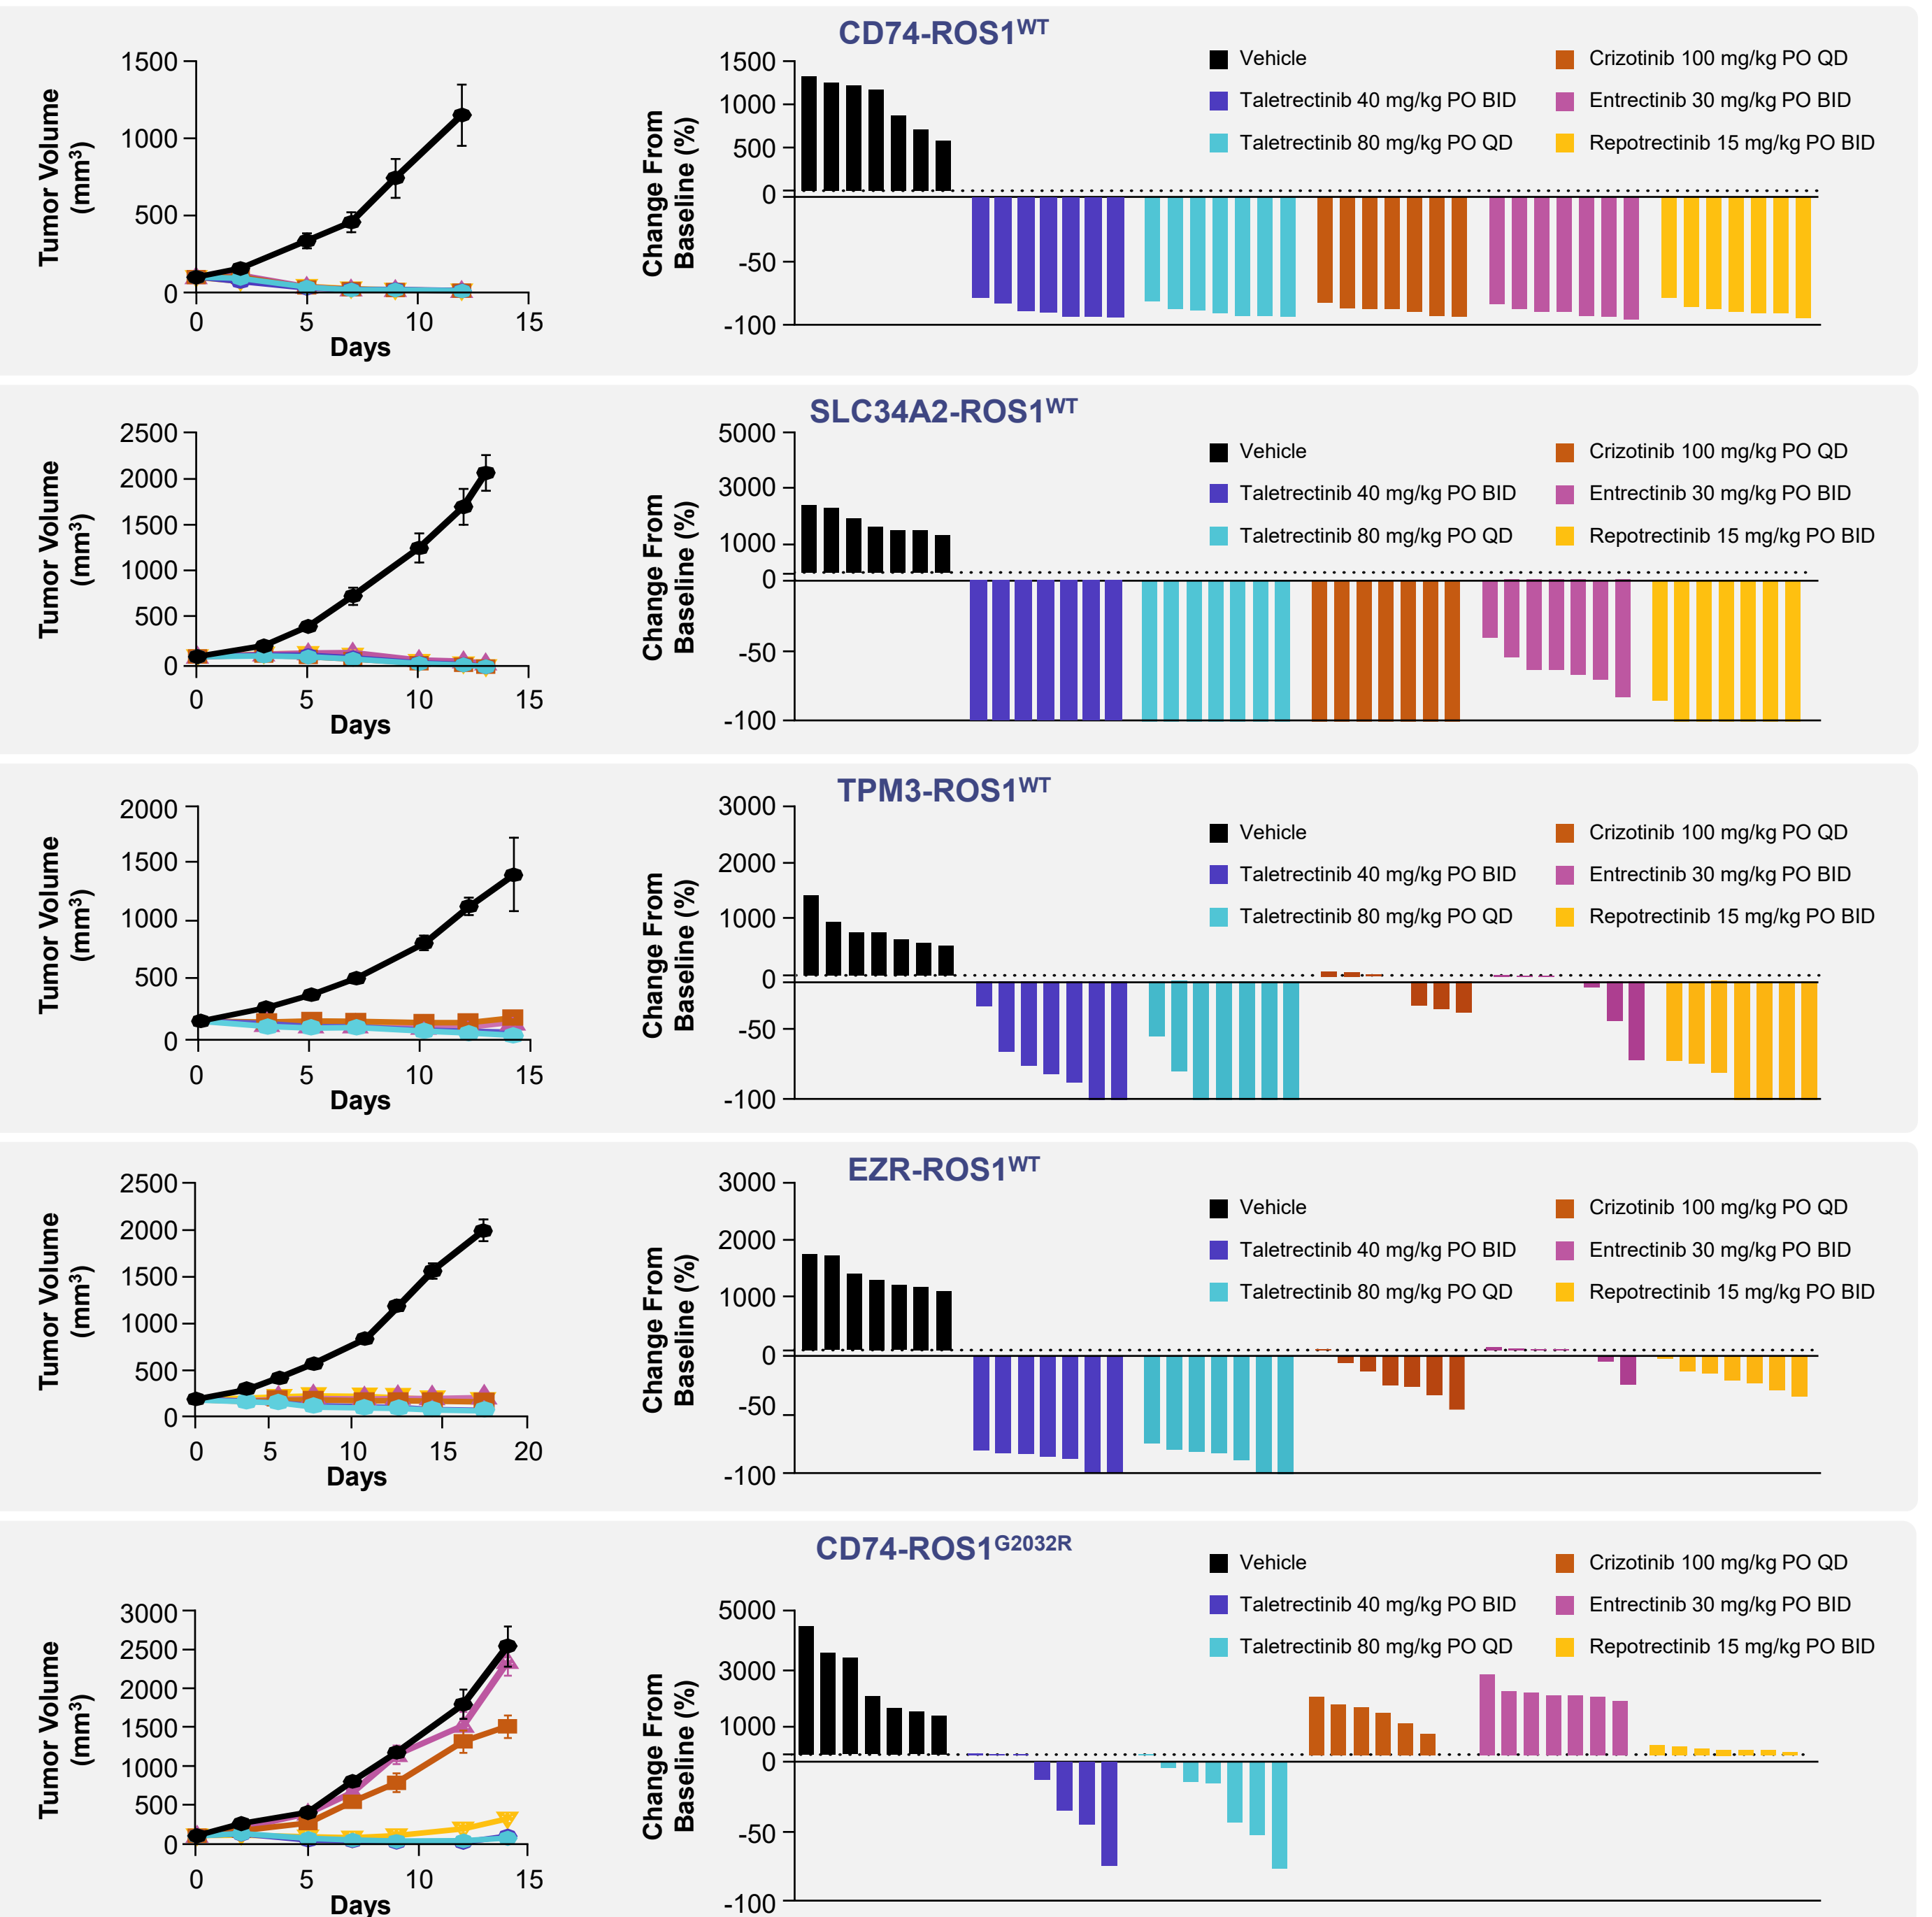 CD74-ROS1WT
1500
1000
500
0
Tumor Volume
(mm3)
0 5 10 15
Days
1500
1000
500
0
-50
-100
Change From
Baseline (%)
Vehicle
Taletrectinib 40 mg/kg PO BID
Taletrectinib 80 mg/kg PO QD
Crizotinib 100 mg/kg PO QD
Entrectinib 30 mg/kg PO BID
Repotrectinib 15 mg/kg PO BID
SLC34A2-ROS1WT
2500
2000
1500
1000
500
0
Tumor Volume
(mm3)
0 5 10 15
Days
5000
3000
1000
0
-50
-100
Change From
Baseline (%)
Vehicle
Taletrectinib 40 mg/kg PO BID
Taletrectinib 80 mg/kg PO QD
Crizotinib 100 mg/kg PO QD
Entrectinib 30 mg/kg PO BID
Repotrectinib 15 mg/kg PO BID
TPM3-ROS1WT
2000
1500
1000
500
0
Tumor Volume
(mm3)
0 5 10 15
Days
3000
2000
1000
0
-50
-100
Change From
Baseline (%)
Vehicle
Taletrectinib 40 mg/kg PO BID
Taletrectinib 80 mg/kg PO QD
Crizotinib 100 mg/kg PO QD
Entrectinib 30 mg/kg PO BID
Repotrectinib 15 mg/kg PO BID
EZR-ROS1WT
2500
2000
1500
1000
500
0
Tumor Volume
(mm3)
0 5 10 15 20
Days
3000
2000
1000
0
-50
-100
Change From
Baseline (%)
Vehicle
Taletrectinib 40 mg/kg PO BID
Taletrectinib 80 mg/kg PO QD
Crizotinib 100 mg/kg PO QD
Entrectinib 30 mg/kg PO BID
Repotrectinib 15 mg/kg PO BID
CD74-ROS1G2032R
3000
2500
2000
1500
1000
500
0
Tumor Volume
(mm3)
0 5 10 15
Days
5000
3000
1000
0
-50
-100
Change From
Baseline (%)
Vehicle
Taletrectinib 40 mg/kg PO BID
Taletrectinib 80 mg/kg PO QD
Crizotinib 100 mg/kg PO QD
Entrectinib 30 mg/kg PO BID
Repotrectinib 15 mg/kg PO BID